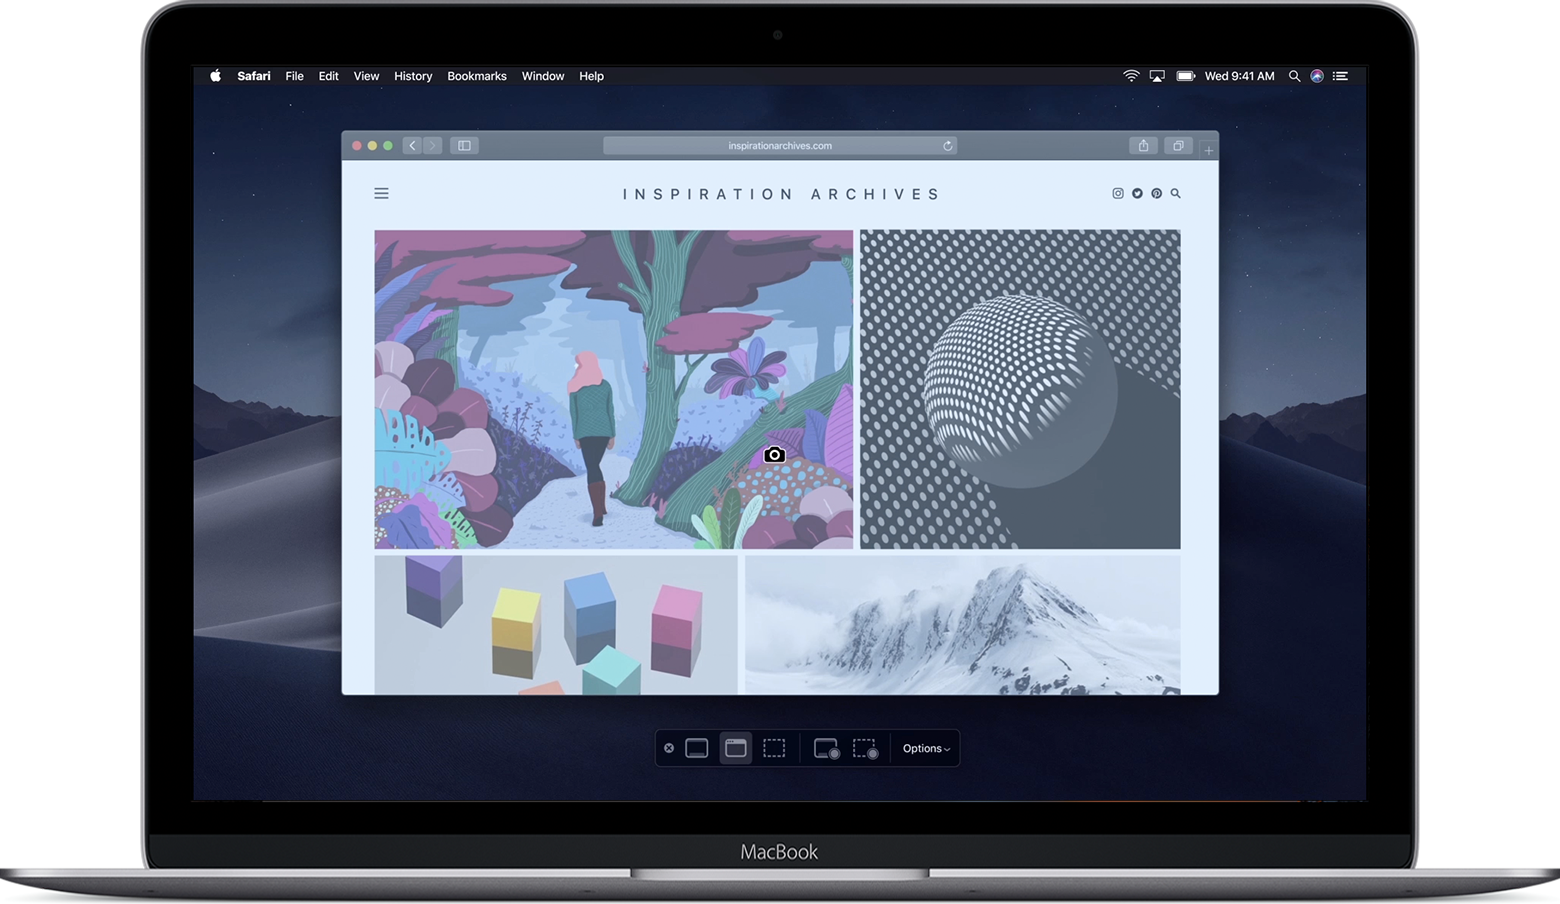 Safari File Edit View History Bookmarks Window Help Wed 9:41 AM
inspirationarchives.com
INSPIRATION ARCHIVES
Options
MacBook